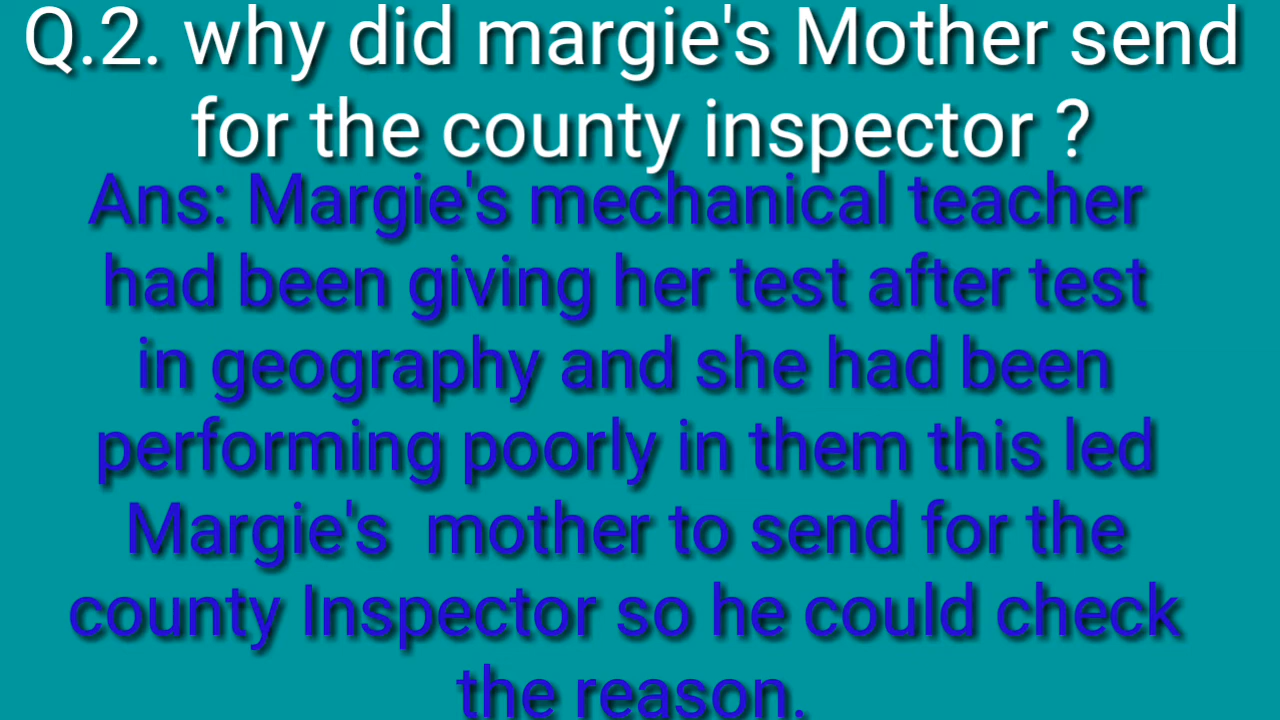 Q.2. why did margie's Mother send
for the county inspector ?
Ans: Margie's mechanical teacher
had been giving her test after test
in geography and she had been
performing poorly in them this led
Margie's  mother to send for the
county Inspector so he could check
the reason.